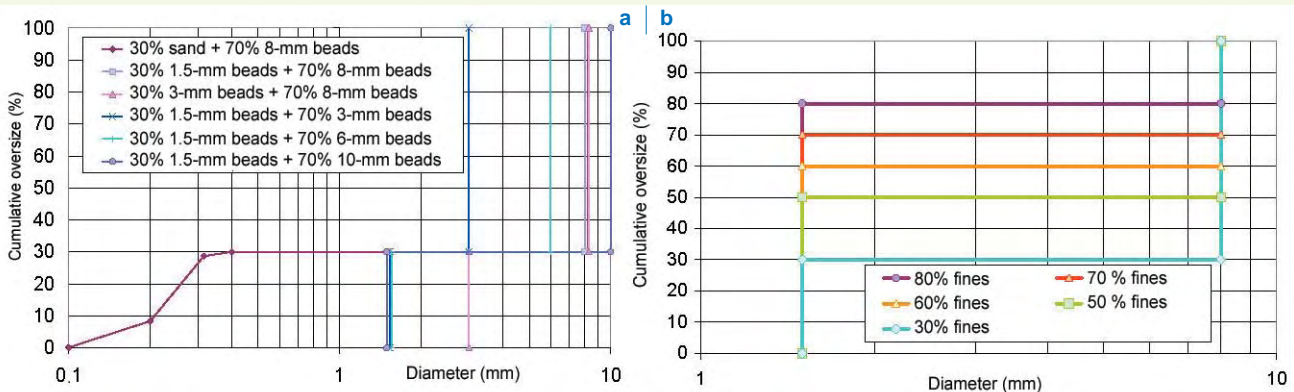 a
b
Cumulative oversize (%)
100
90
80
70
60
50
40
30
20
10
0
30% sand + 70% 8-mm beads
30% 1.5-mm beads + 70% 8-mm beads
30% 3-mm beads + 70% 8-mm beads
30% 1.5-mm beads + 70% 3-mm beads
30% 1.5-mm beads + 70% 6-mm beads
30% 1.5-mm beads + 70% 10-mm beads
0.1
1
10
Diameter (mm)
Cumulative oversize (%)
100
90
80
70
60
50
40
30
20
10
0
80% fines
70 % fines
60% fines
50 % fines
30% fines
1
10
Diameter (mm)